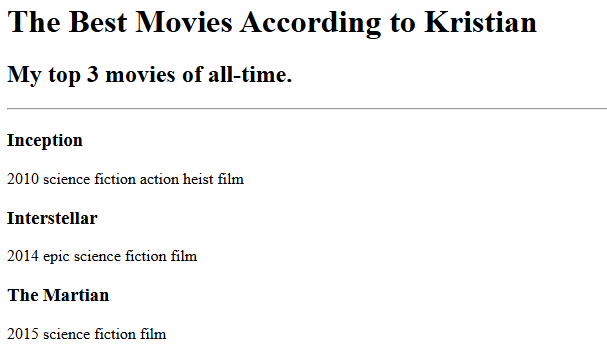 The Best Movies According to Kristian
My top 3 movies of all-time.
Inception
2010 science fiction action heist film
Interstellar
2014 epic science fiction film
The Martian
2015 science fiction film